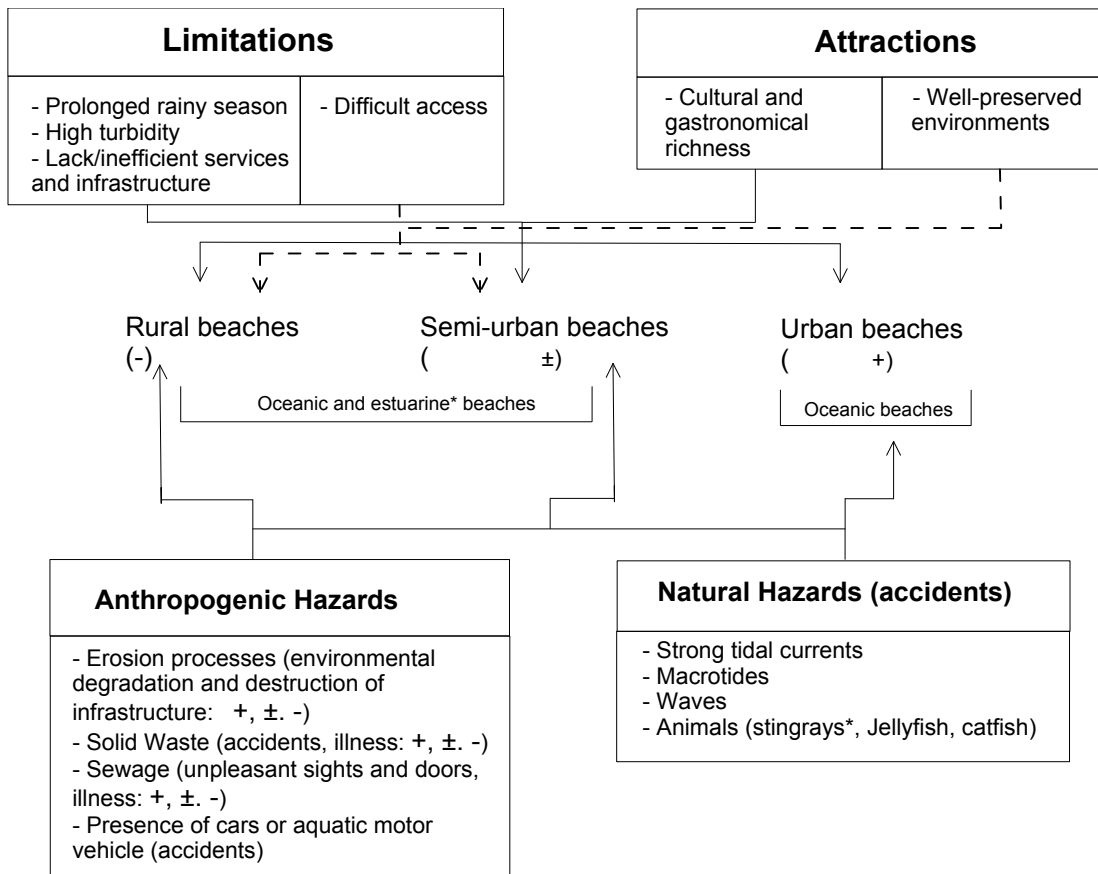 Limitations
- Prolonged rainy season
- High turbidity
- Lack/inefficient services
and infrastructure
- Difficult access
Attractions
- Cultural and
gastronomical
richness
- Well-preserved
environments
Rural beaches
(-)
Semi-urban beaches
( ±)
Urban beaches
( +)
Oceanic and estuarine* beaches
Oceanic beaches
Anthropogenic Hazards
- Erosion processes (environmental
degradation and destruction of
infrastructure: +, ±. -)
- Solid Waste (accidents, illness: +, ±. -)
- Sewage (unpleasant sights and doors,
illness: +, ±. -)
- Presence of cars or aquatic motor
vehicle (accidents)
Natural Hazards (accidents)
- Strong tidal currents
- Macrotides
- Waves
- Animals (stingrays*, Jellyfish, catfish)